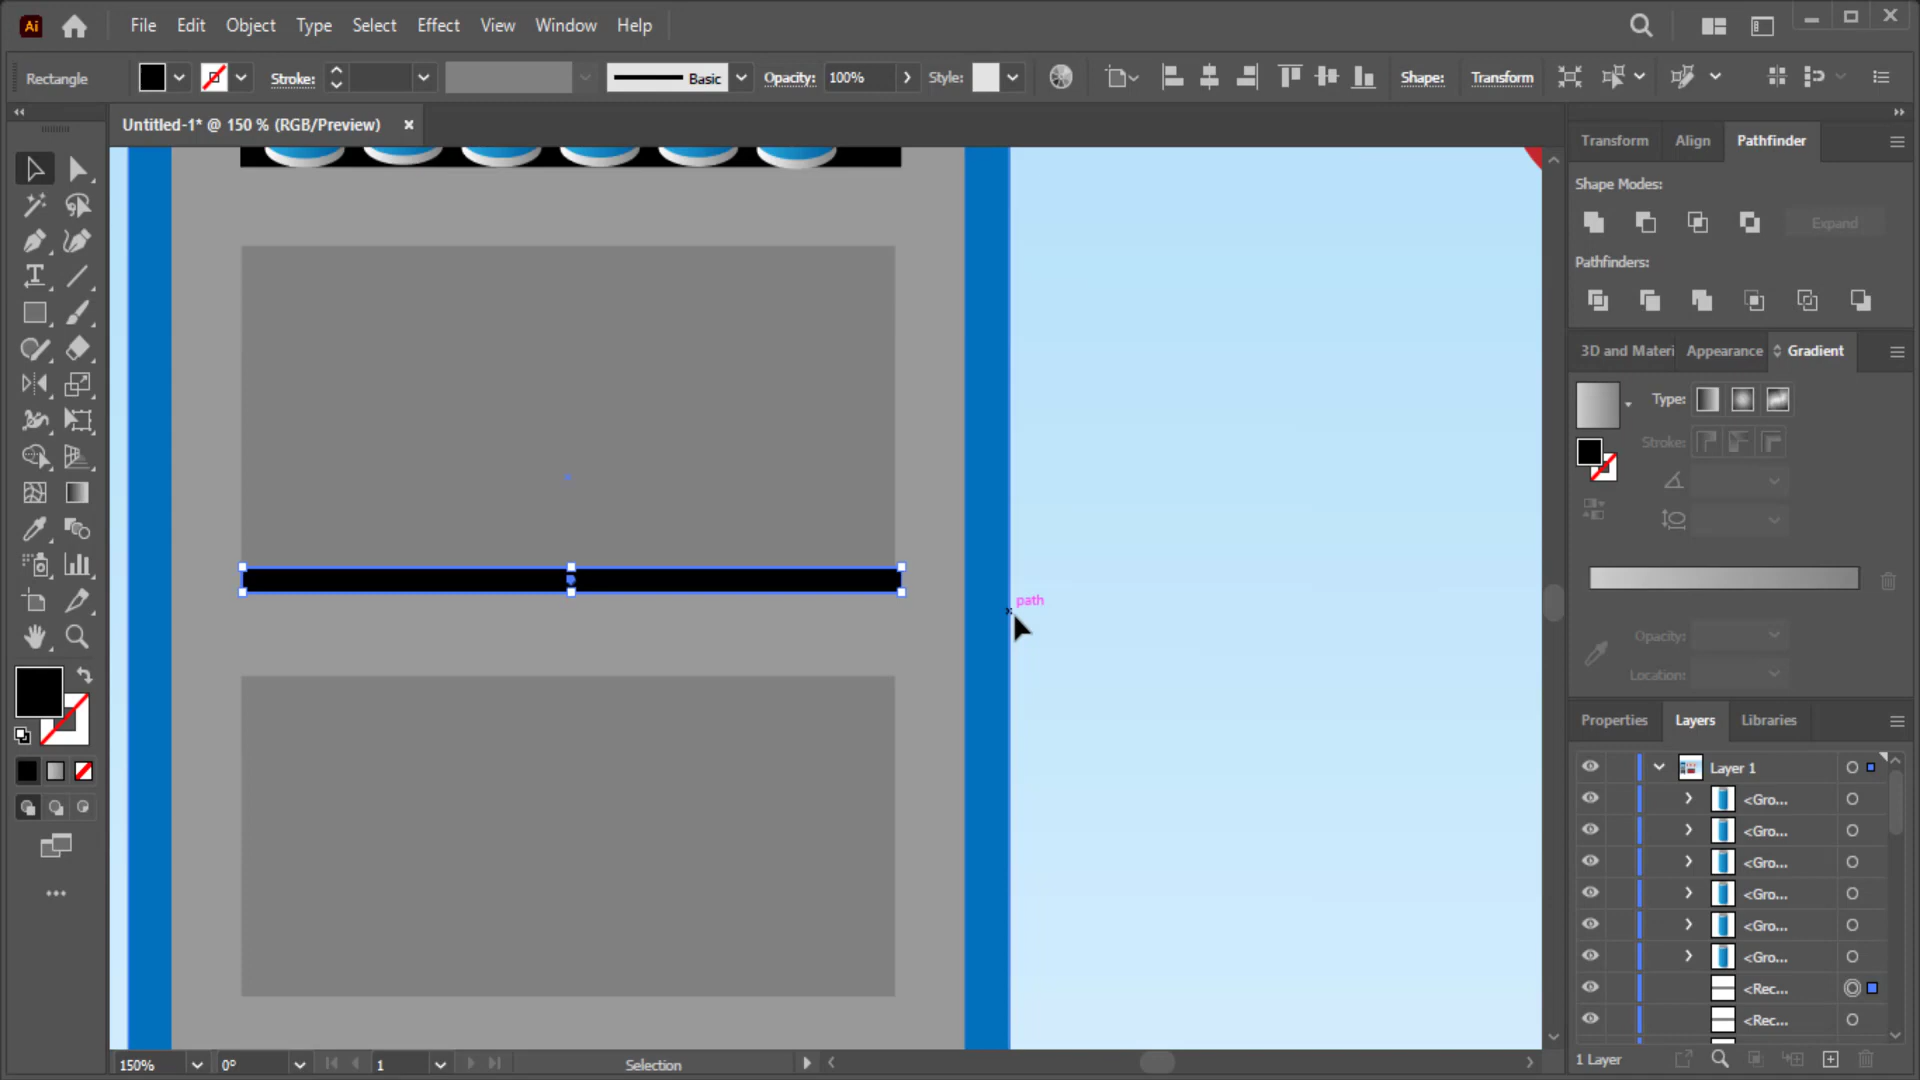 Ai File Edit Object Type Select Effect View Window Help
Rectangle Stroke: Basic Opacity: 100% Style: Shape: Transform
Untitled-1* @ 150 % (RGB/Preview) ×
Transform Align Pathfinder
Shape Modes:
Expand
Pathfinders:
3D and Materi Appearance Gradient
Type:
Stroke:
path
Opacity:
Location:
Properties Layers Libraries
Layer 1
<Gro...
<Gro...
<Gro...
<Gro...
<Gro...
<Gro...
<Rec...
<Rec...
150% 0° 1 Selection 1 Layer